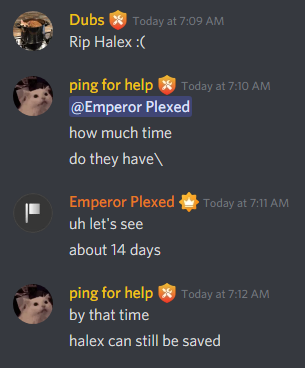 Dubs Today at 7:09 AM
Rip Halex :(
ping for help Today at 7:10 AM
@Emperor Plexed
how much time
do they have\
Emperor Plexed Today at 7:11 AM
uh let's see
about 14 days
ping for help Today at 7:12 AM
by that time
halex can still be saved